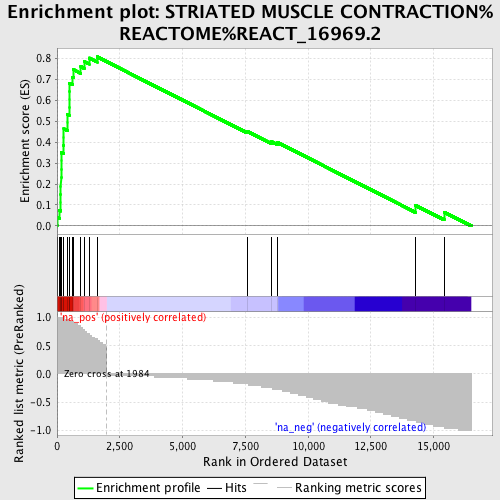 Enrichment plot: STRIATED MUSCLE CONTRACTION%
REACTOME%REACT_16969.2
Enrichment score (ES)
0.8
0.7
0.6
0.5
0.4
0.3
0.2
0.1
0.0
Ranked list metric (PreRanked)
1.0
0.5
0.0
-0.5
-1.0
'na_pos' (positively correlated)
Zero cross at 1984
'na_neg' (negatively correlated)
0 2,500 5,000 7,500 10,000 12,500 15,000
Rank in Ordered Dataset
Enrichment profile Hits Ranking metric scores